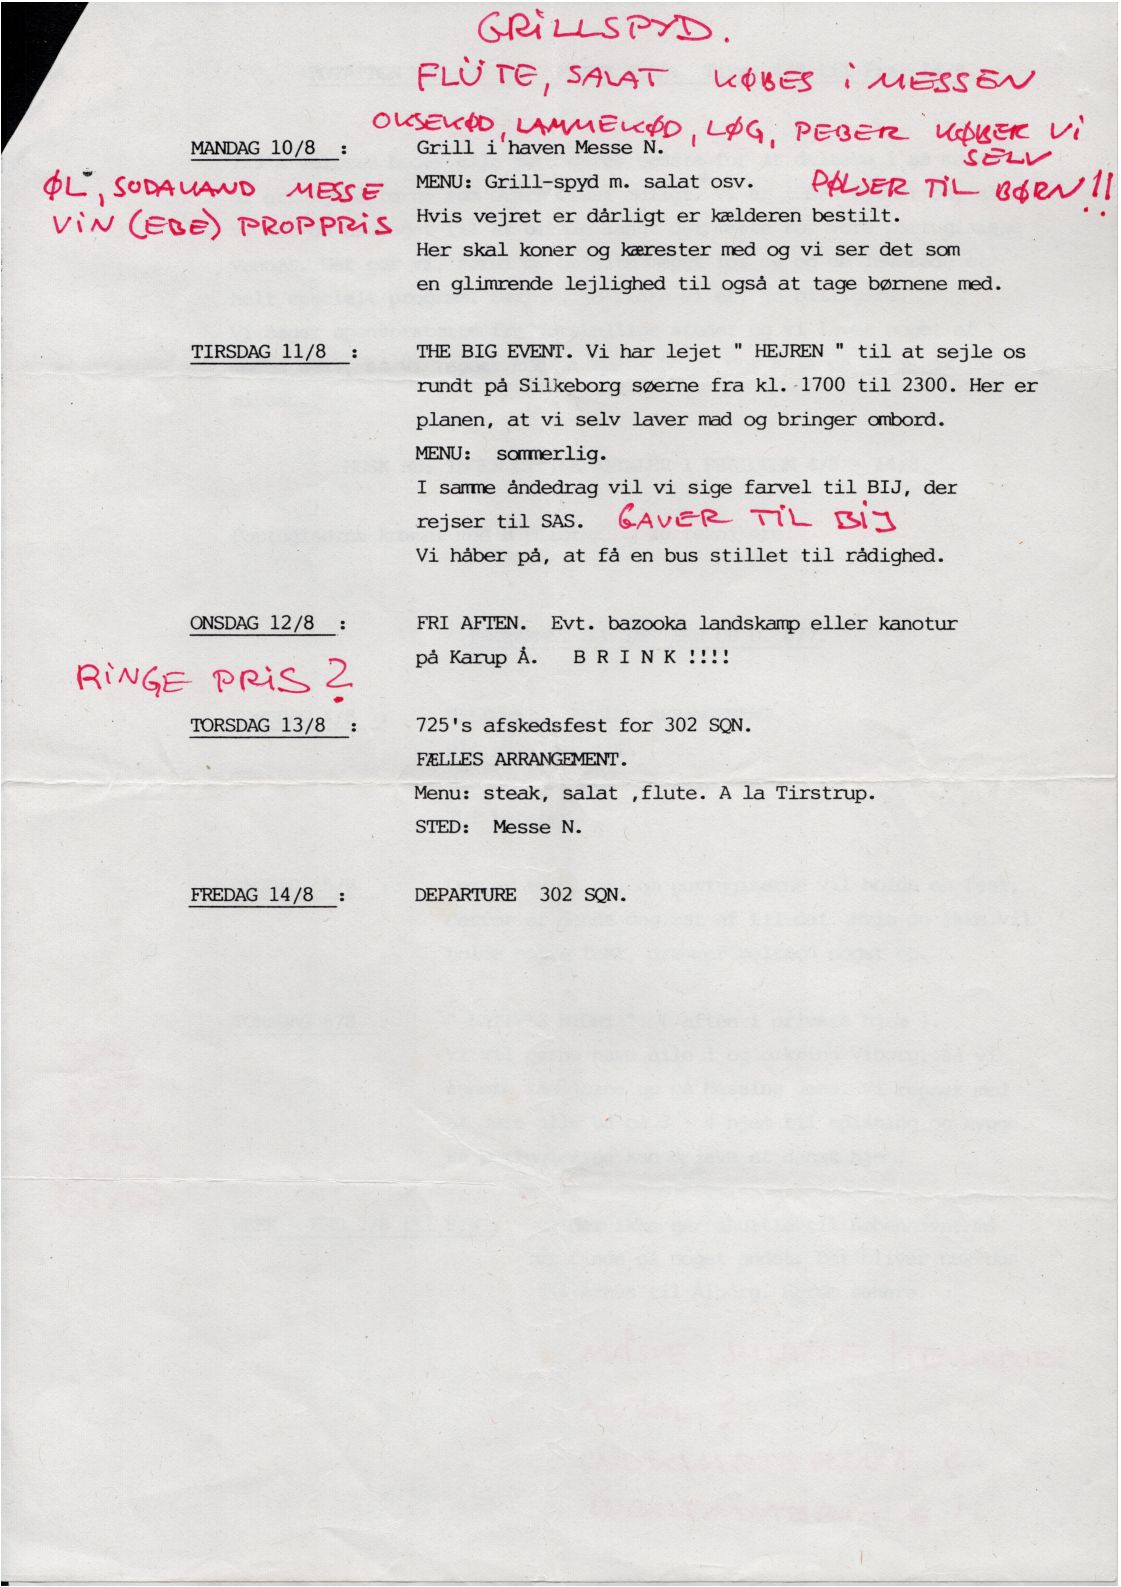 GRILLSPYD.
FLÜTE, SALAT KØBES i MESSEN
OKSEKØD, LAMMEKØD, LØG, PEBER KØBER Vi
SELV
MANDAG 10/8 : Grill i haven Messe N.
ØL, SODAVAND MESSE
MENU: Grill-spyd m. salat osv.
PØLSER TIL BØRN!!
VIN (EBE) PROPPRIS
Hvis vejret er dårligt er kælderen bestilt.
Her skal koner og kærester med og vi ser det som
en glimrende lejlighed til også at tage børnene med.
TIRSDAG 11/8 : THE BIG EVENT. Vi har lejet " HEJREN " til at sejle os
rundt på Silkeborg søerne fra kl. 1700 til 2300. Her er
planen, at vi selv laver mad og bringer ombord.
MENU: sommerlig.
I samme åndedrag vil vi sige farvel til BIJ, der
rejser til SAS. GAVER TIL BIJ
Vi håber på, at få en bus stillet til rådighed.
ONSDAG 12/8 : FRI AFTEN. Evt. bazooka landskamp eller kanotur
på Karup Å. B R I N K !!!!
RINGE PRIS?
TORSDAG 13/8 : 725's afskedsfest for 302 SQN.
FÆLLES ARRANGEMENT.
Menu: steak, salat ,flute. A la Tirstrup.
STED: Messe N.
FREDAG 14/8 : DEPARTURE 302 SQN.